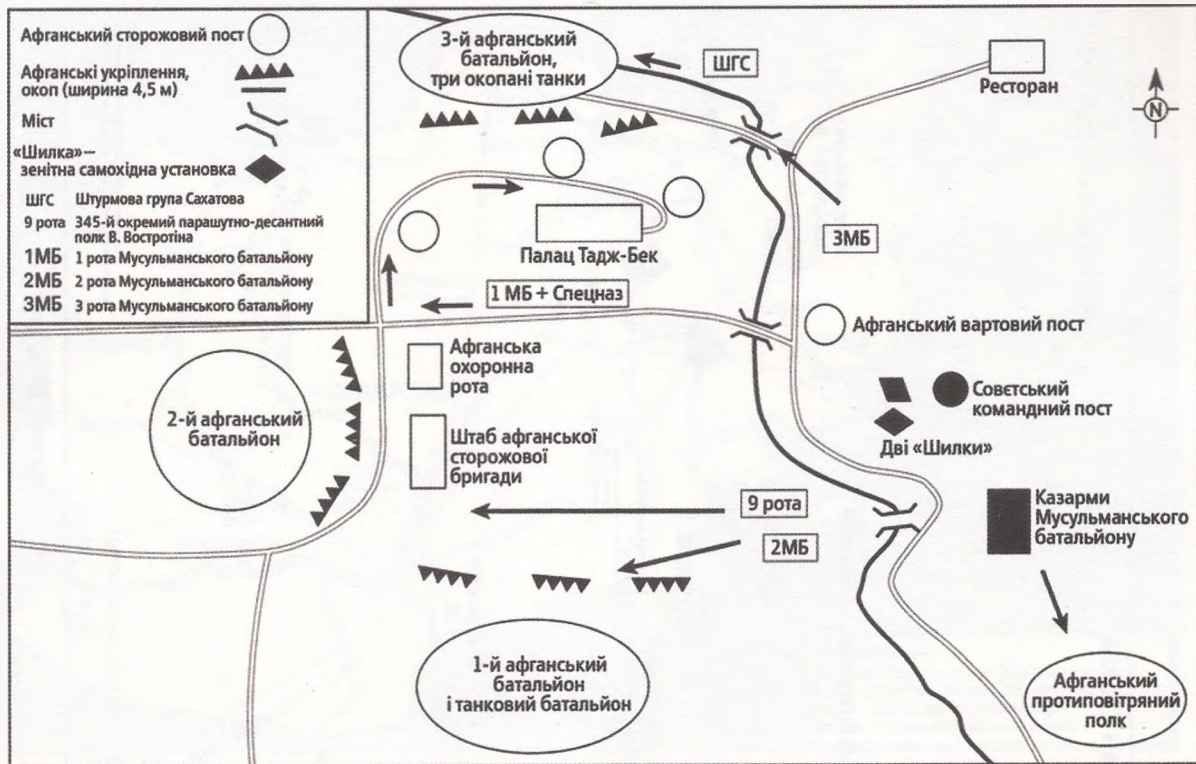 Афганський сторожовий пост
Афганські укріплення,
окоп (ширина 4,5 м)
Міст
«Шилка»–
зенітна самохідна установка
ШГС Штурмова група Сахатова
9 рота 345-й окремий парашутно-десантний
полк В. Востротіна
1МБ 1 рота Мусульманського батальйону
2МБ 2 рота Мусульманського батальйону
3МБ 3 рота Мусульманського батальйону
3-й афганський
батальйон,
три окопані танки
ШГС
Ресторан
N
Палац Тадж-Бек
3МБ
1 МБ + Спецназ
Афганський вартовий пост
Афганська
охоронна
рота
2-й афганський
батальйон
Штаб афганської
сторожової
бригади
Совєтський
командний пост
Дві «Шилки»
9 рота
2МБ
Казарми
Мусульманського
батальйону
1-й афганський
батальйон
і танковий батальйон
Афганський
протиповітряний
полк